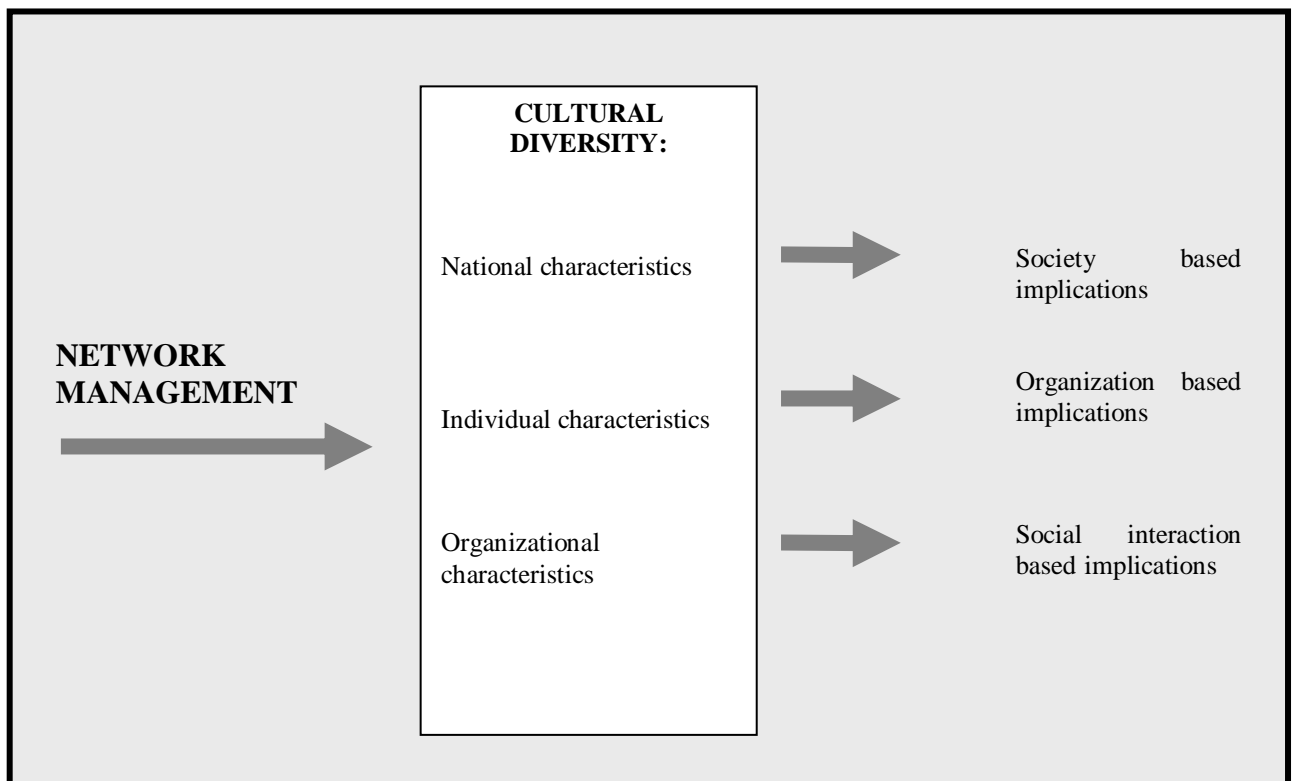 NETWORK
MANAGEMENT
CULTURAL
DIVERSITY:
National characteristics
Individual characteristics
Organizational
characteristics
Society based
implications
Organization based
implications
Social interaction
based implications